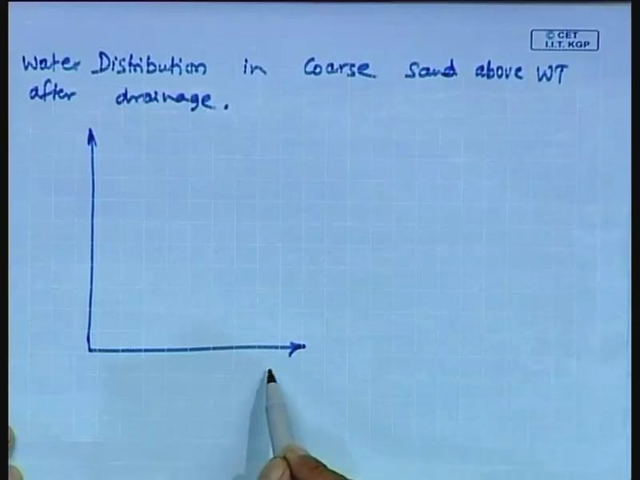 © CET
I.I.T. KGP
Water Distribution in Coarse Sand above WT
after drainage.